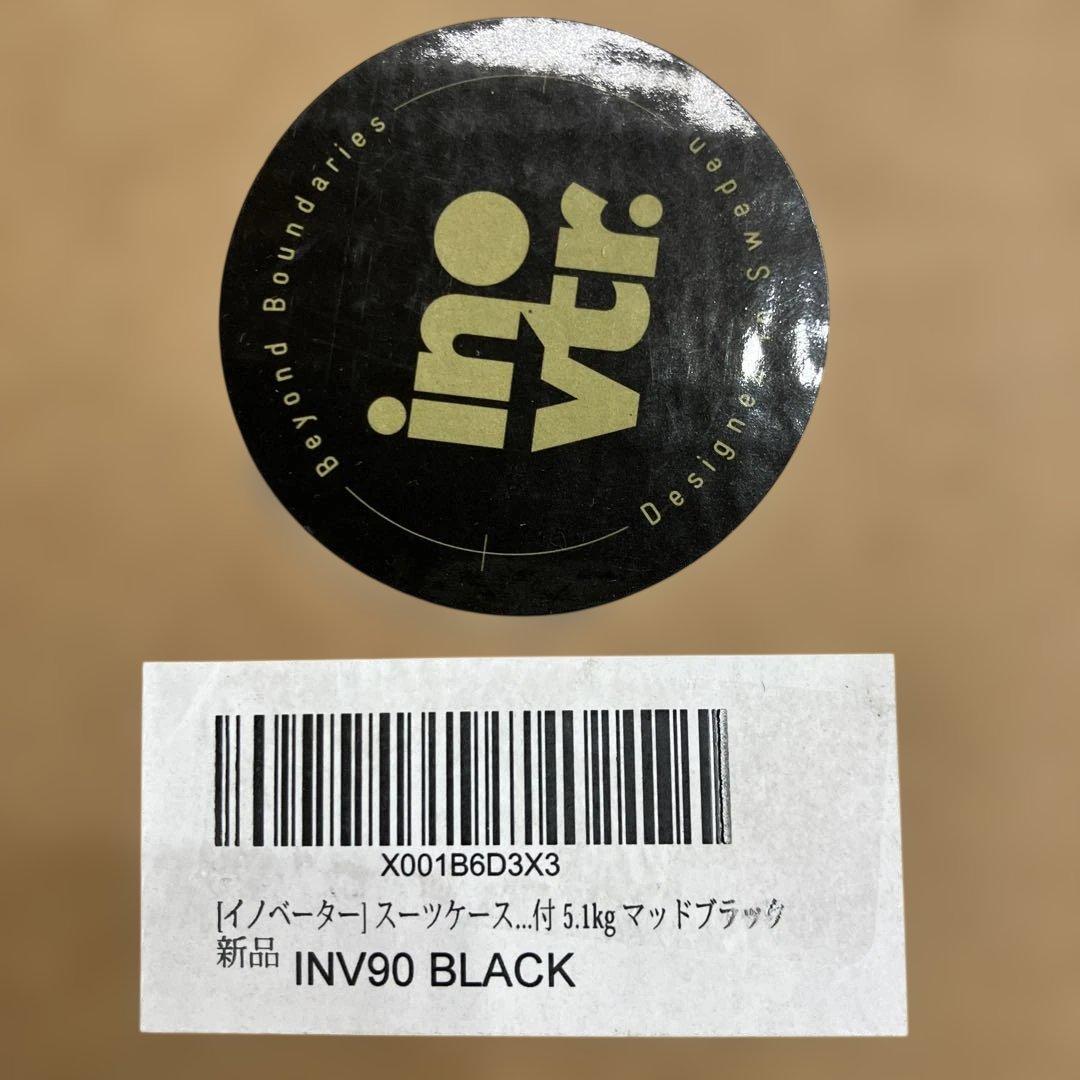 Beyond Boundaries
ino
vtr.
Sweden
X001B6D3X3
[イノベーター] スーツケース...付 5.1kg マッドブラック
新品
INV90 BLACK